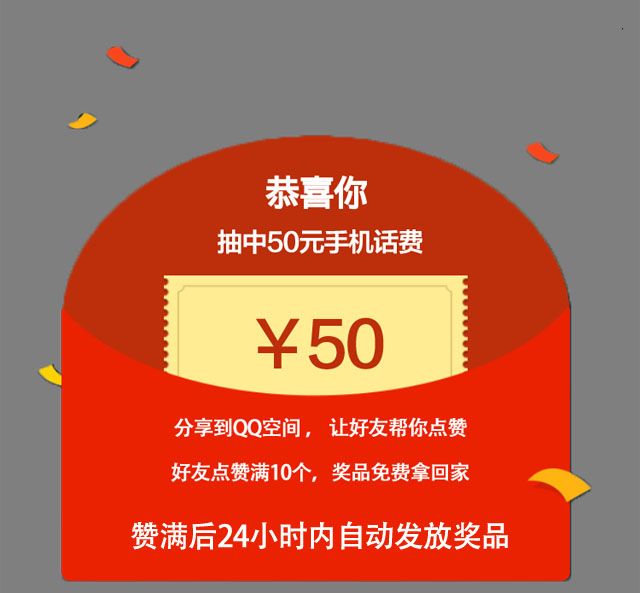 恭喜你
抽中50元手机话费
￥50
分享到QQ空间， 让好友帮你点赞
好友点赞满10个，奖品免费拿回家
赞满后24小时内自动发放奖品